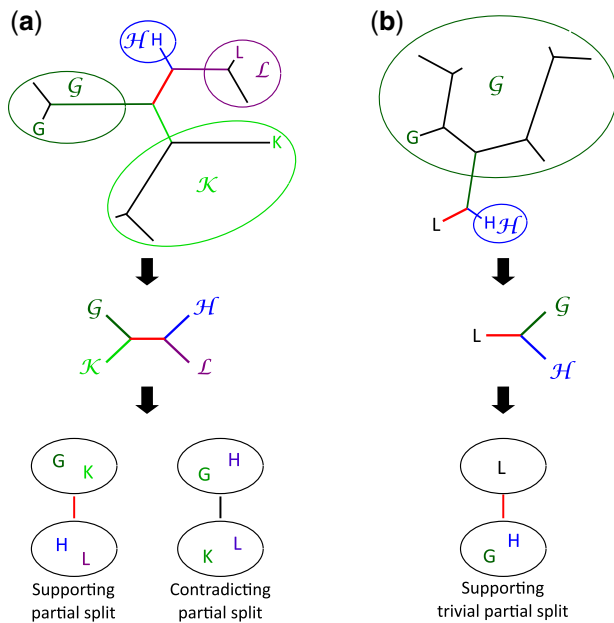 (a)
(b)
ℋ H
L
ℒ
𝒢
G
K
𝒦
𝒢
G
L
H ℋ
𝒢
ℋ
𝒦
ℒ
L
𝒢
ℋ
G
K
H
L
Supporting
partial split
H
G
L
K
Contradicting
partial split
L
H
G
Supporting
trivial partial split